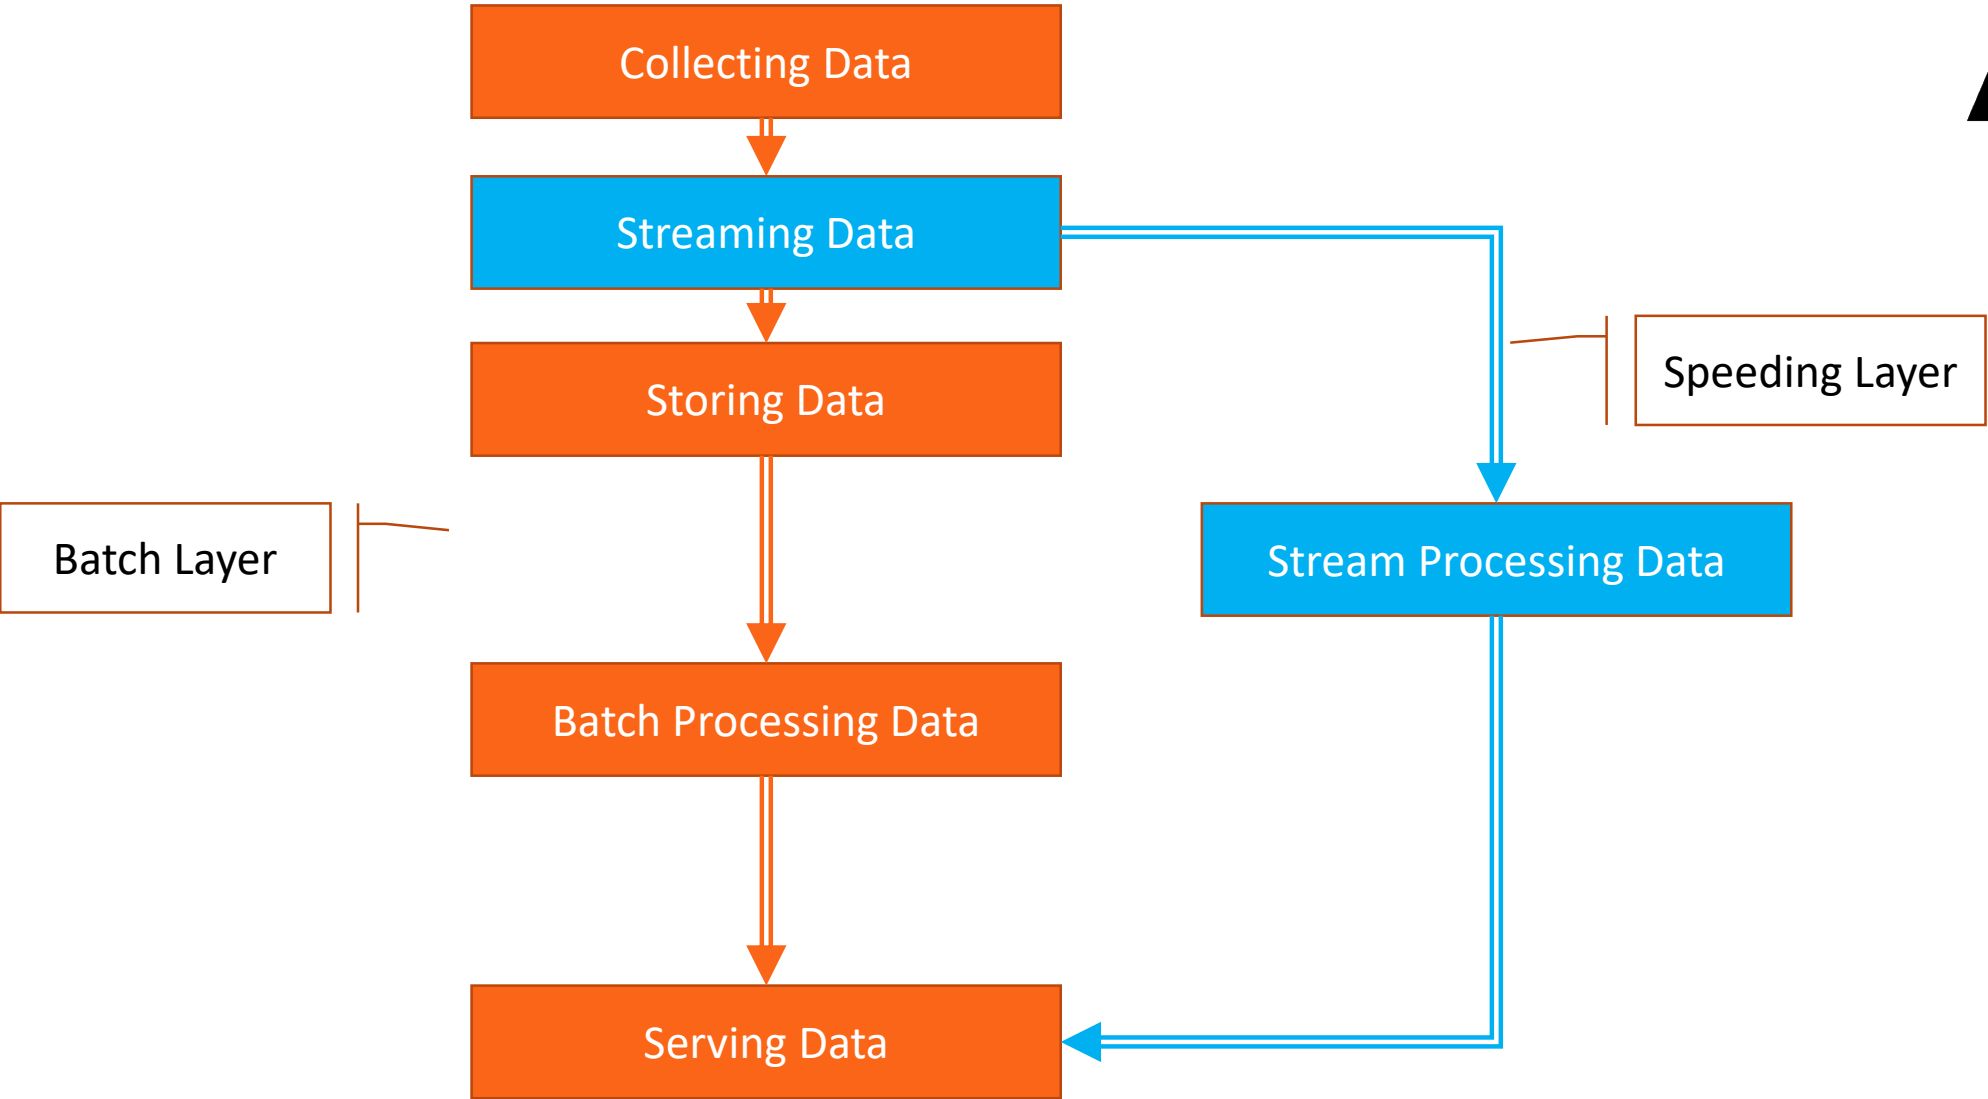 Collecting Data
Streaming Data
Storing Data
Speeding Layer
Batch Layer
Stream Processing Data
Batch Processing Data
Serving Data